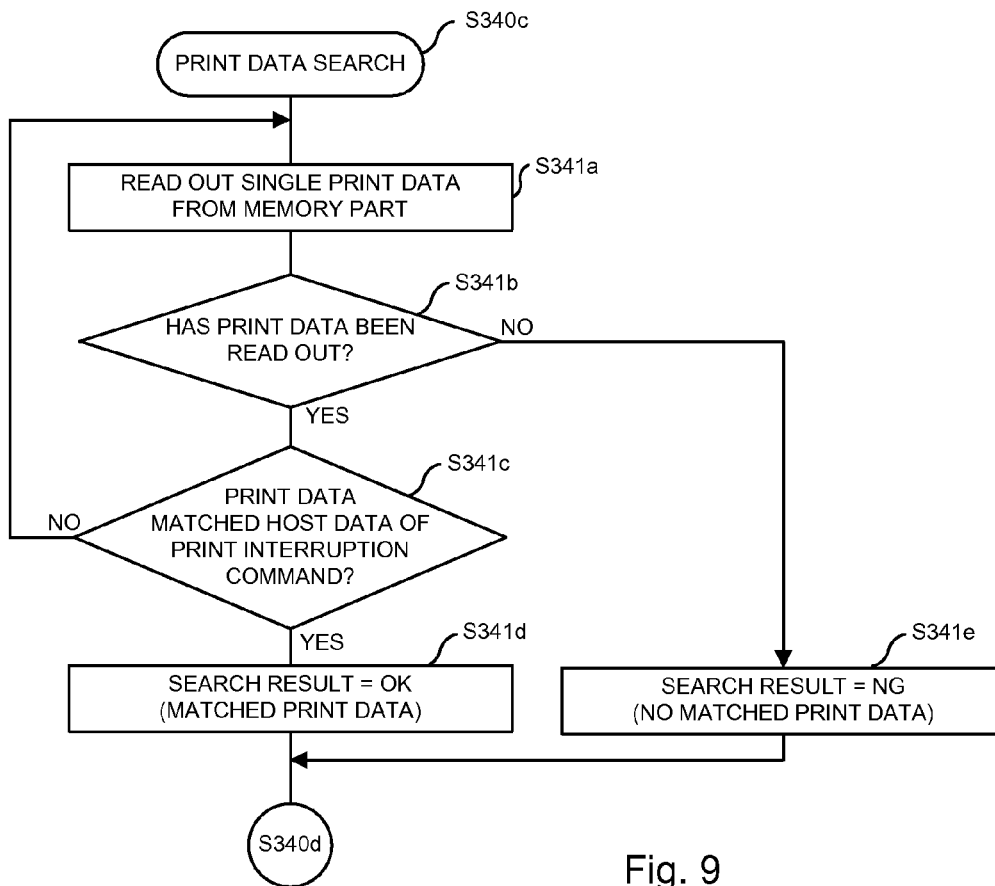 S340c
PRINT DATA SEARCH
S341a
READ OUT SINGLE PRINT DATA
FROM MEMORY PART
S341b
HAS PRINT DATA BEEN
READ OUT?
NO
YES
S341c
PRINT DATA
MATCHED HOST DATA OF
PRINT INTERRUPTION
COMMAND?
NO
YES
S341d
SEARCH RESULT = OK
(MATCHED PRINT DATA)
S341e
SEARCH RESULT = NG
(NO MATCHED PRINT DATA)
S340d
Fig. 9